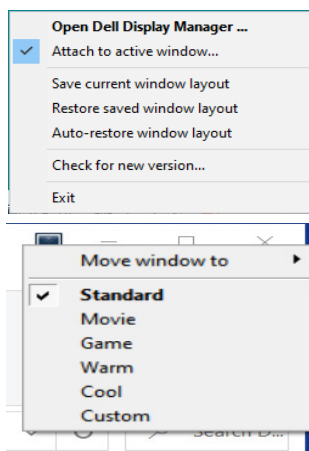 Open Dell Display Manager ...
Attach to active window...
Save current window layout
Restore saved window layout
Auto-restore window layout
Check for new version...
Exit
Move window to
Standard
Movie
Game
Warm
Cool
Custom
Search D...